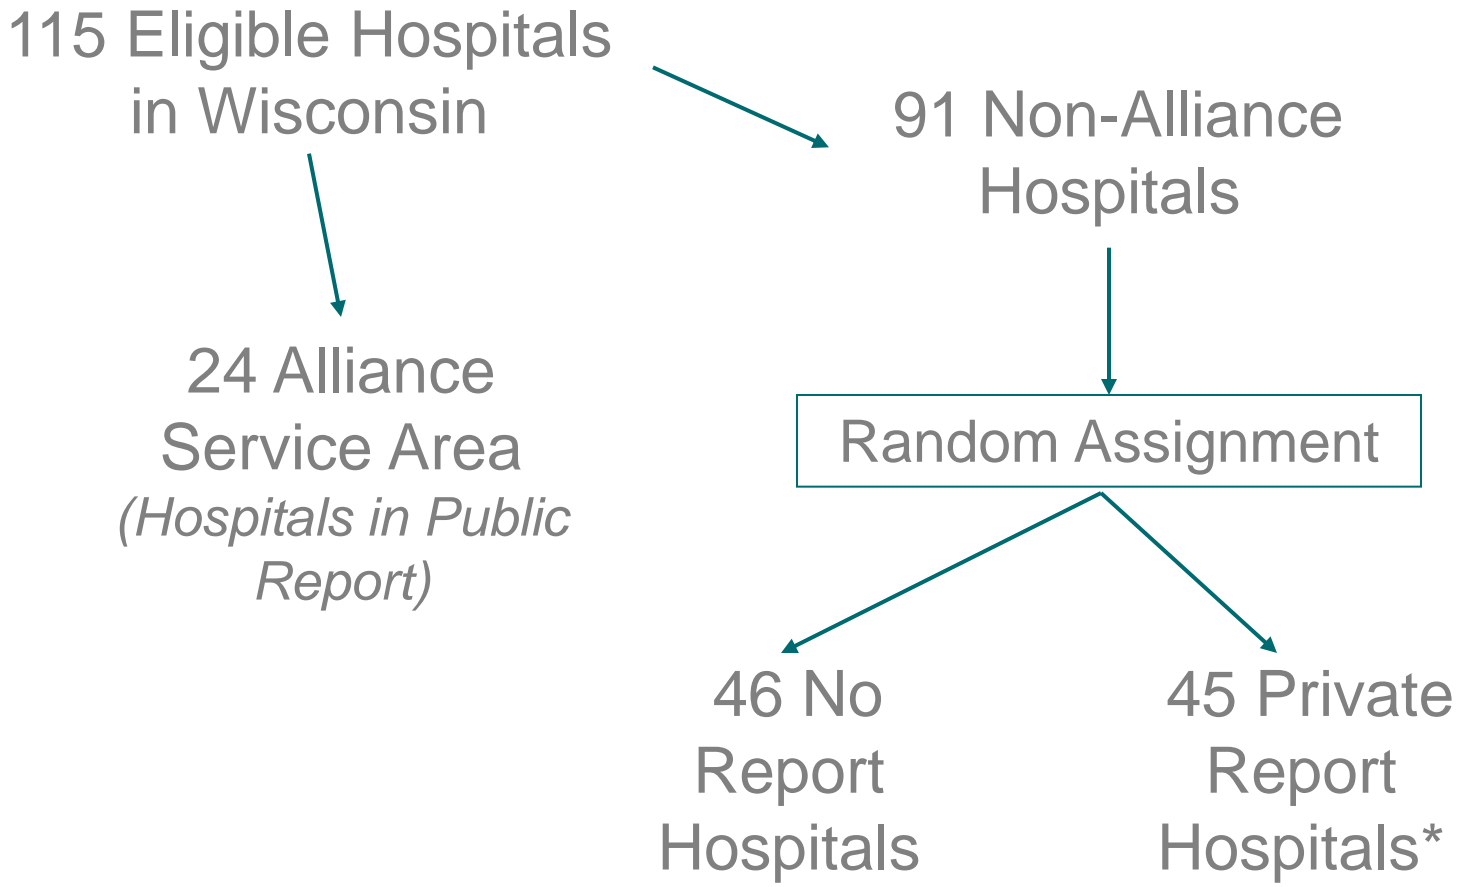 115 Eligible Hospitals
in Wisconsin
91 Non-Alliance
Hospitals
24 Alliance
Service Area
(Hospitals in Public
Report)
Random Assignment
46 No
Report
Hospitals
45 Private
Report
Hospitals*